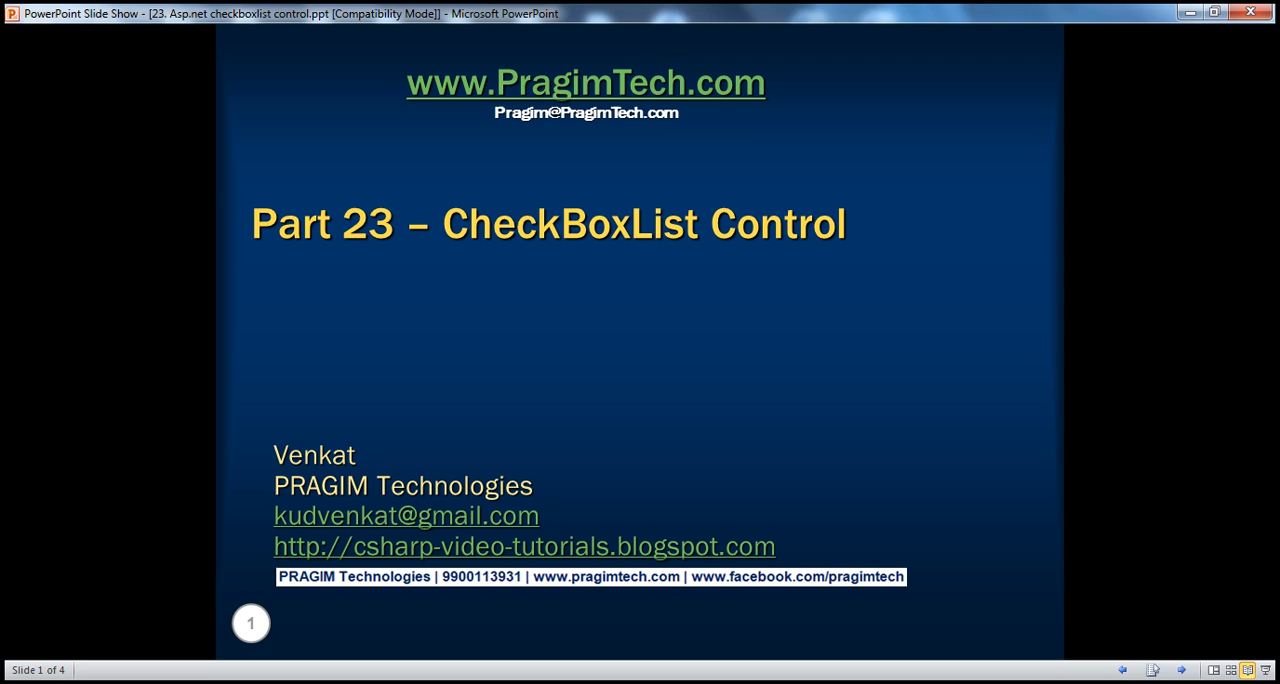 PowerPoint Slide Show - [23. Asp.net checkboxlist control.ppt [Compatibility Mode]] - Microsoft PowerPoint
www.PragimTech.com
Pragim@PragimTech.com
Part 23 – CheckBoxList Control
Venkat
PRAGIM Technologies
kudvenkat@gmail.com
http://csharp-video-tutorials.blogspot.com
PRAGIM Technologies | 9900113931 | www.pragimtech.com | www.facebook.com/pragimtech
1
Slide 1 of 4